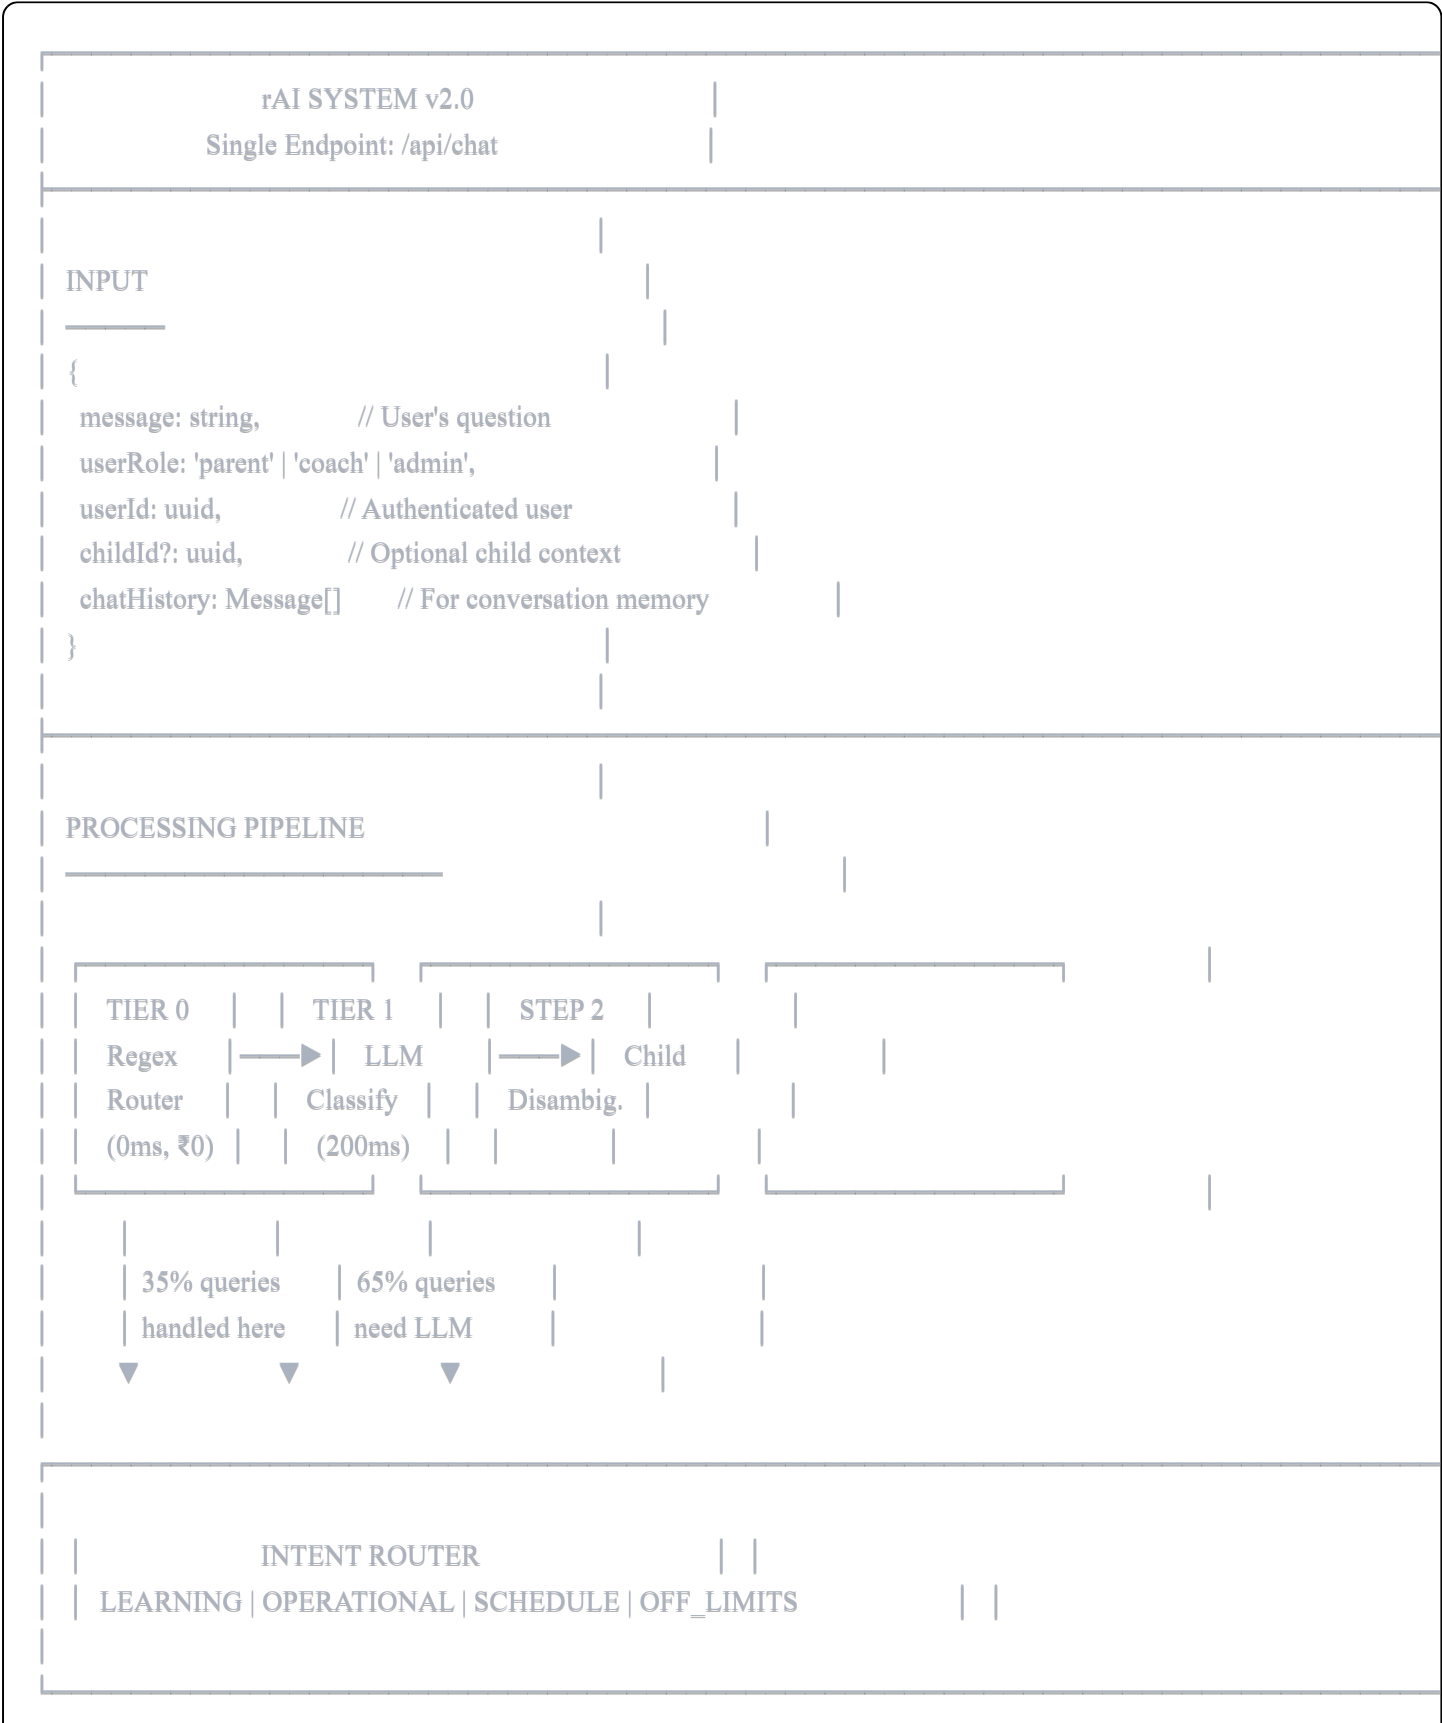 rAI SYSTEM v2.0
Single Endpoint: /api/chat
INPUT
{
message: string, // User's question
userRole: 'parent' | 'coach' | 'admin',
userId: uuid, // Authenticated user
childId?: uuid, // Optional child context
chatHistory: Message[] // For conversation memory
}
PROCESSING PIPELINE
TIER 0 TIER 1 STEP 2
Regex LLM Child
Router Classify Disambig.
(0ms, ₹0) (200ms)
35% queries 65% queries
handled here need LLM
INTENT ROUTER
LEARNING | OPERATIONAL | SCHEDULE | OFF_LIMITS